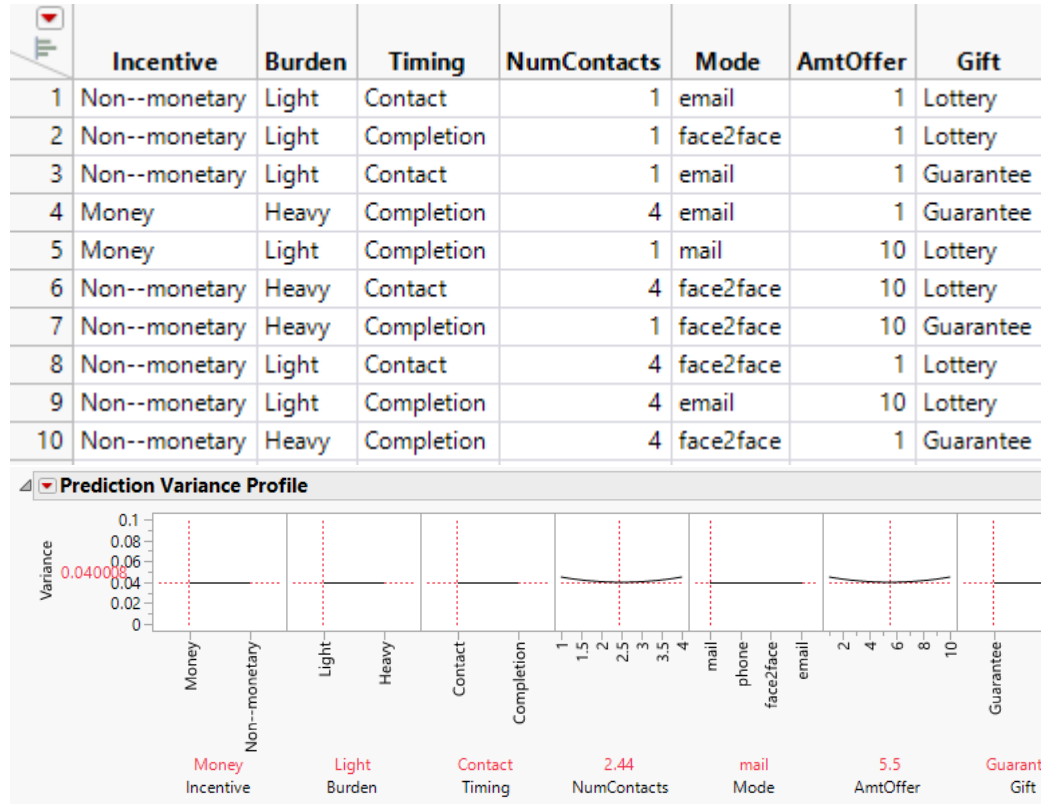 Incentive Burden Timing NumContacts Mode AmtOffer Gift
1 Non--monetary Light Contact 1 email 1 Lottery
2 Non--monetary Light Completion 1 face2face 1 Lottery
3 Non--monetary Light Contact 1 email 1 Guarantee
4 Money Heavy Completion 4 email 1 Guarantee
5 Money Light Completion 1 mail 10 Lottery
6 Non--monetary Heavy Contact 4 face2face 10 Lottery
7 Non--monetary Heavy Completion 1 face2face 10 Guarantee
8 Non--monetary Light Contact 4 face2face 1 Lottery
9 Non--monetary Light Completion 4 email 10 Lottery
10 Non--monetary Heavy Completion 4 face2face 1 Guarantee
Prediction Variance Profile
Variance
0.040008
0.1
0.08
0.06
0.04
0.02
0
Money Non--monetary Light Heavy Contact Completion 1 1.5 2 2.5 3 3.5 4 mail phone face2face email 2 4 6 8 10 Guarantee
Money Light Contact 2.44 mail 5.5 Guarant
Incentive Burden Timing NumContacts Mode AmtOffer Gift